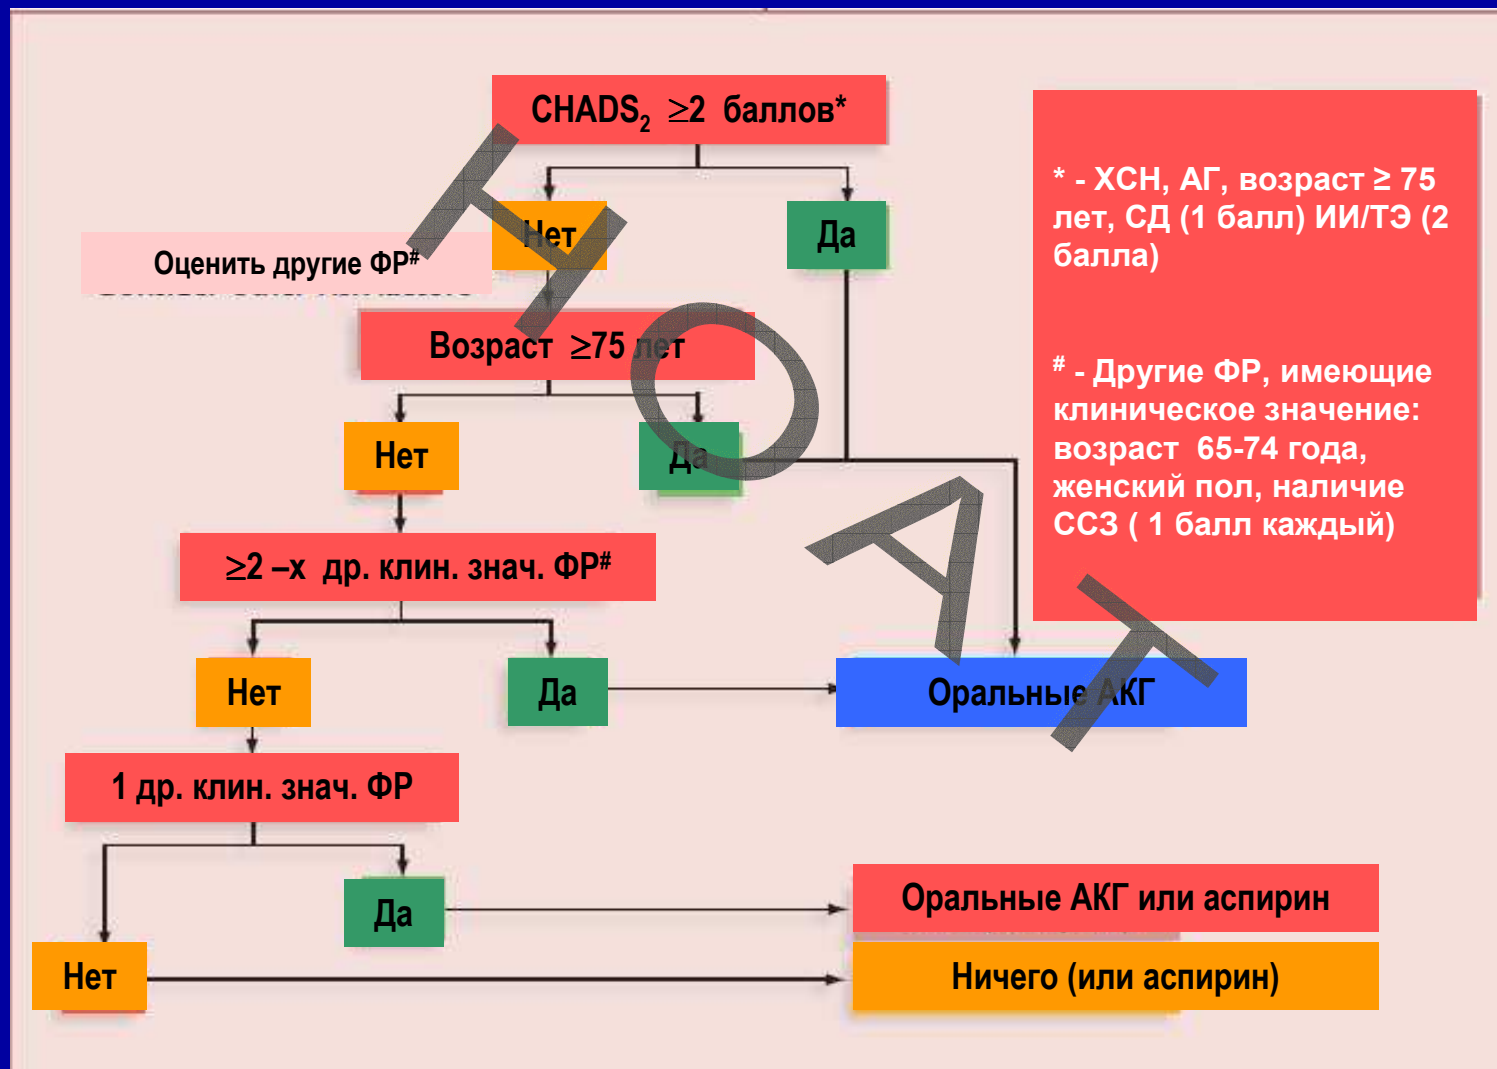 CHADS2 ≥2 баллов*
Нет
Да
Оценить другие ФР#
Возраст ≥75 лет
Нет
Да
≥2 –х др. клин. знач. ФР#
Нет
Да
Оральные АКГ
1 др. клин. знач. ФР
Да
Оральные АКГ или аспирин
Нет
Ничего (или аспирин)
* - ХСН, АГ, возраст ≥ 75
лет, СД (1 балл) ИИ/ТЭ (2
балла)
# - Другие ФР, имеющие
клиническое значение:
возраст 65-74 года,
женский пол, наличие
ССЗ ( 1 балл каждый)
THOAT